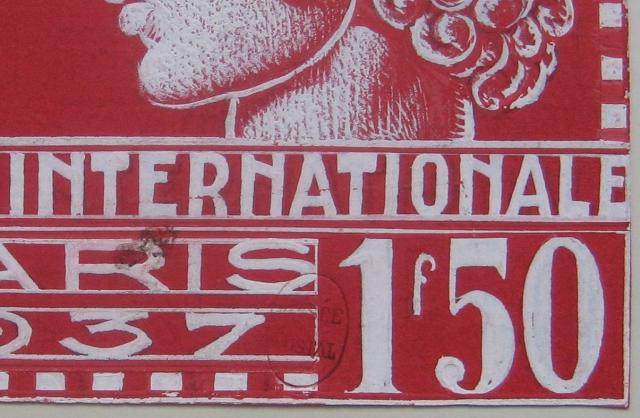 INTERNATIONALE
ARIS
937
1f50